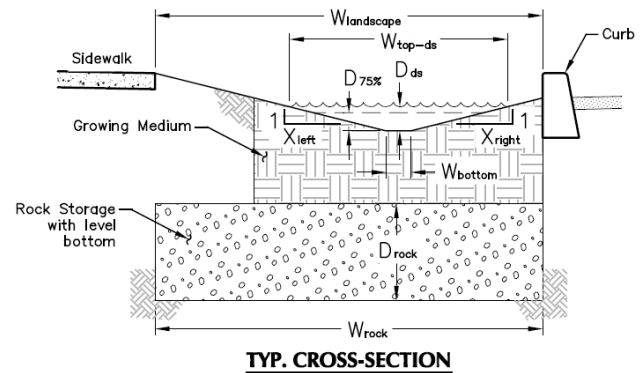 Wlandscape
Wtop-ds
Curb
Sidewalk
D75%
Dds
Growing Medium
1
Xleft
Xright
1
Wbottom
Rock Storage
with level
bottom
Drock
Wrock
TYP. CROSS-SECTION